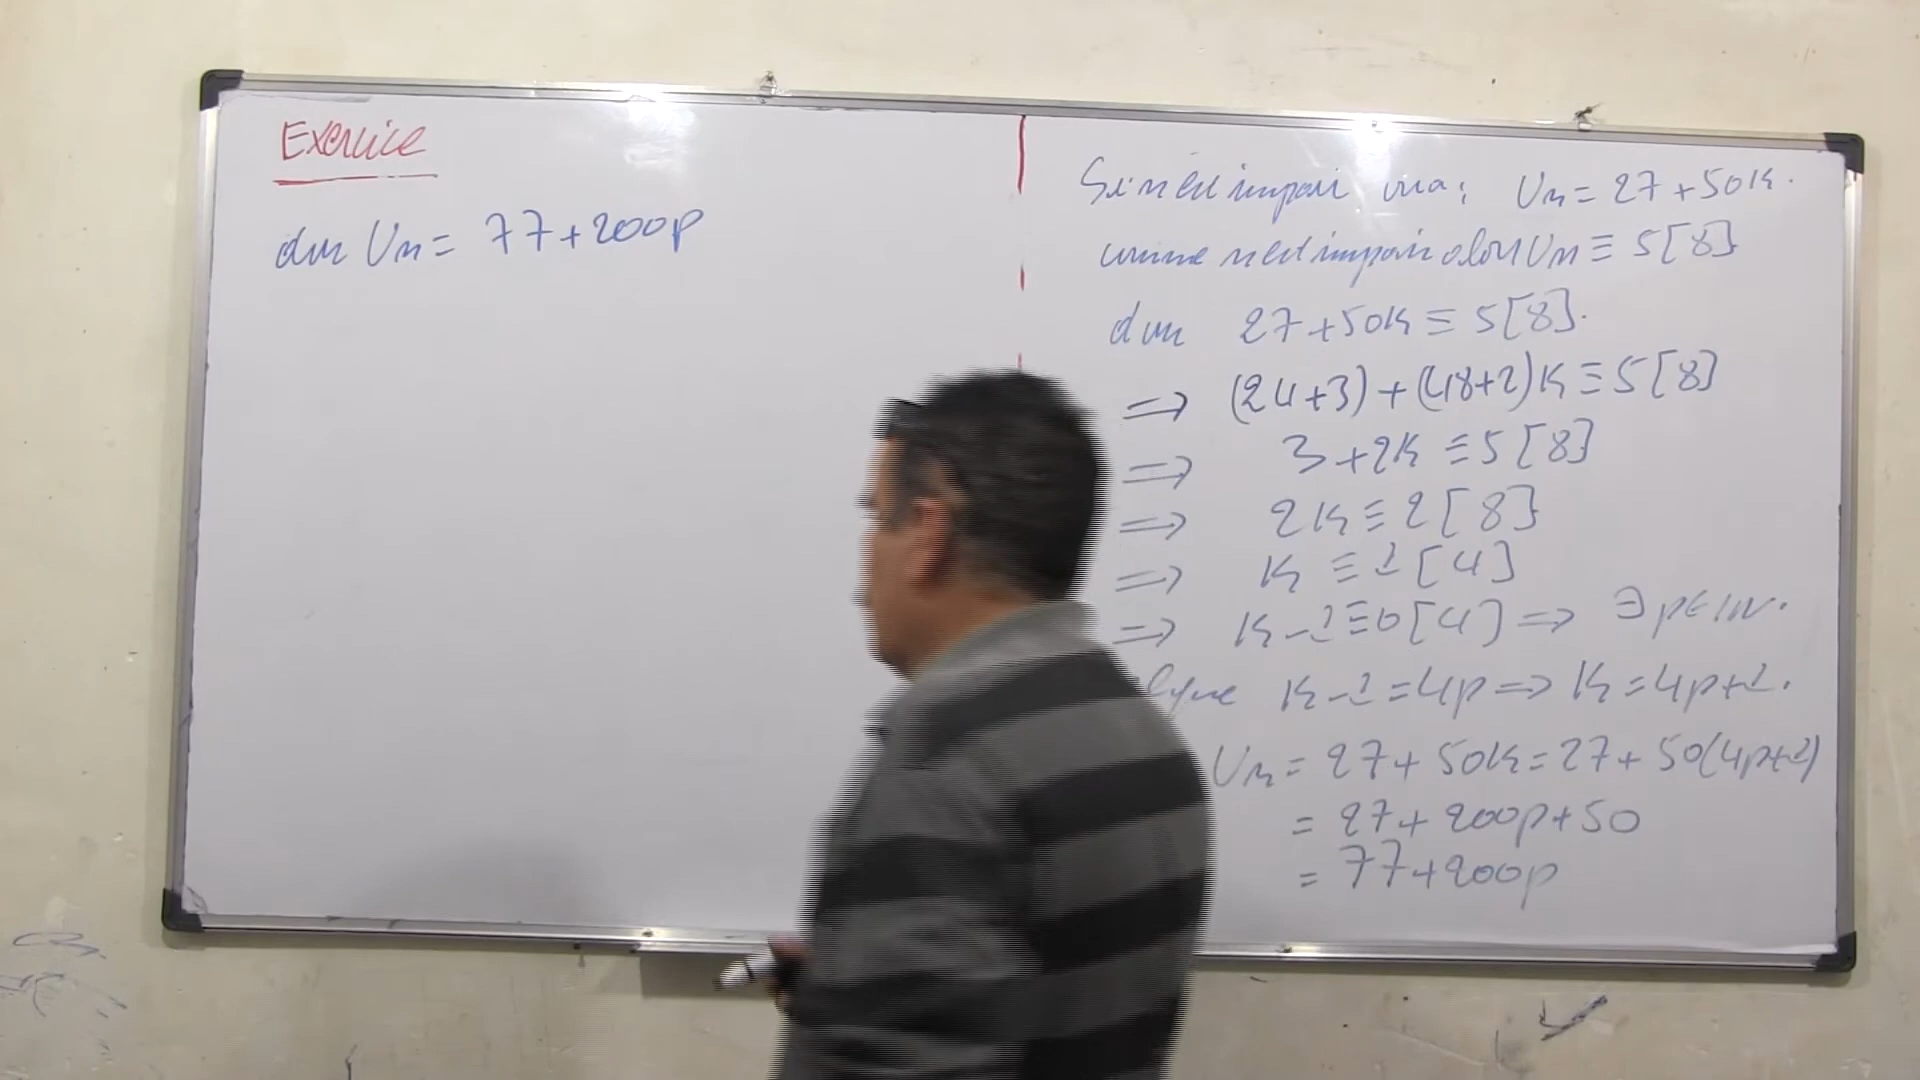 Exercice
donc Un = 77+200p
Si n est impair on a : Un = 27+50k.
comme n est impair alors Un ≡ 5[8]
donc 27+50k ≡ 5[8].
⇒ (24+3)+(48+2)k ≡ 5[8]
⇒ 3+2k ≡ 5[8]
⇒ 2k ≡ 2[8]
⇒ k ≡ 1[4]
⇒ k-1 ≡ 0[4] ⇒ ∃p∈IN.
que k-1=4p ⇒ k=4p+1.
Un = 27+50k = 27+50(4p+1)
= 27+200p+50
= 77+200p